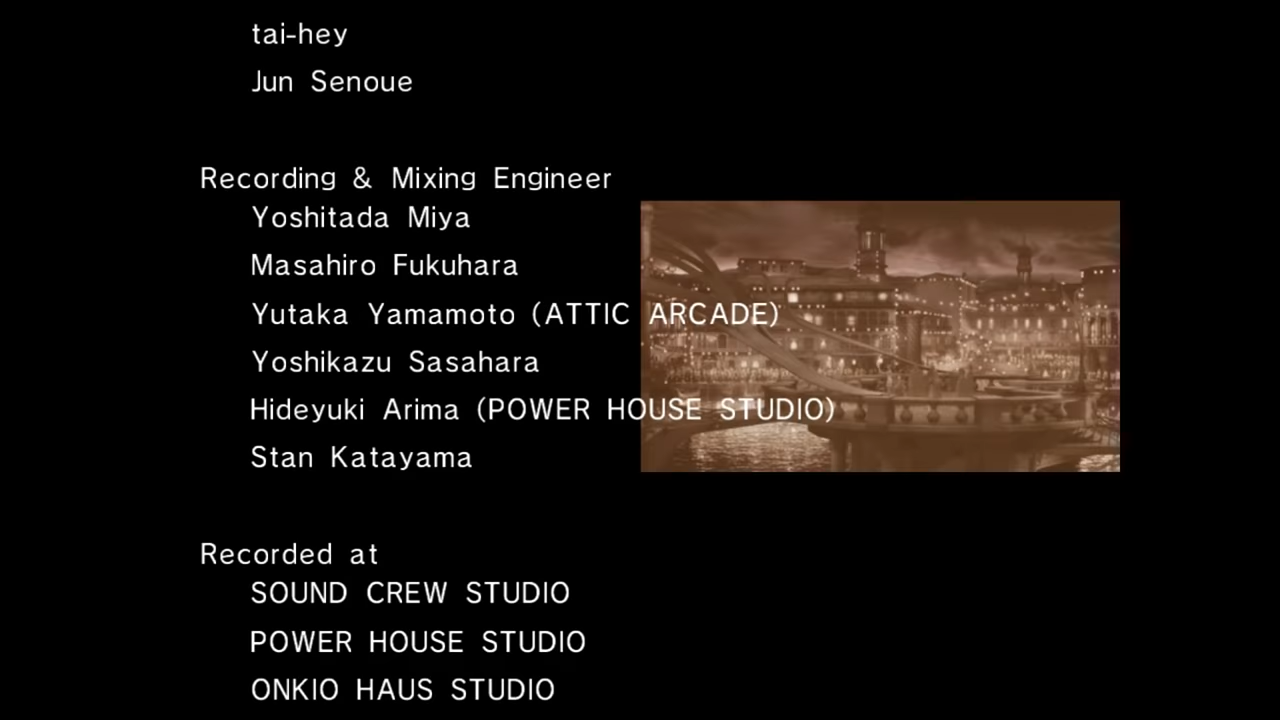 tai-hey
Jun Senoue
Recording & Mixing Engineer
Yoshitada Miya
Masahiro Fukuhara
Yutaka Yamamoto (ATTIC ARCADE)
Yoshikazu Sasahara
Hideyuki Arima (POWER HOUSE STUDIO)
Stan Katayama
Recorded at
SOUND CREW STUDIO
POWER HOUSE STUDIO
ONKIO HAUS STUDIO